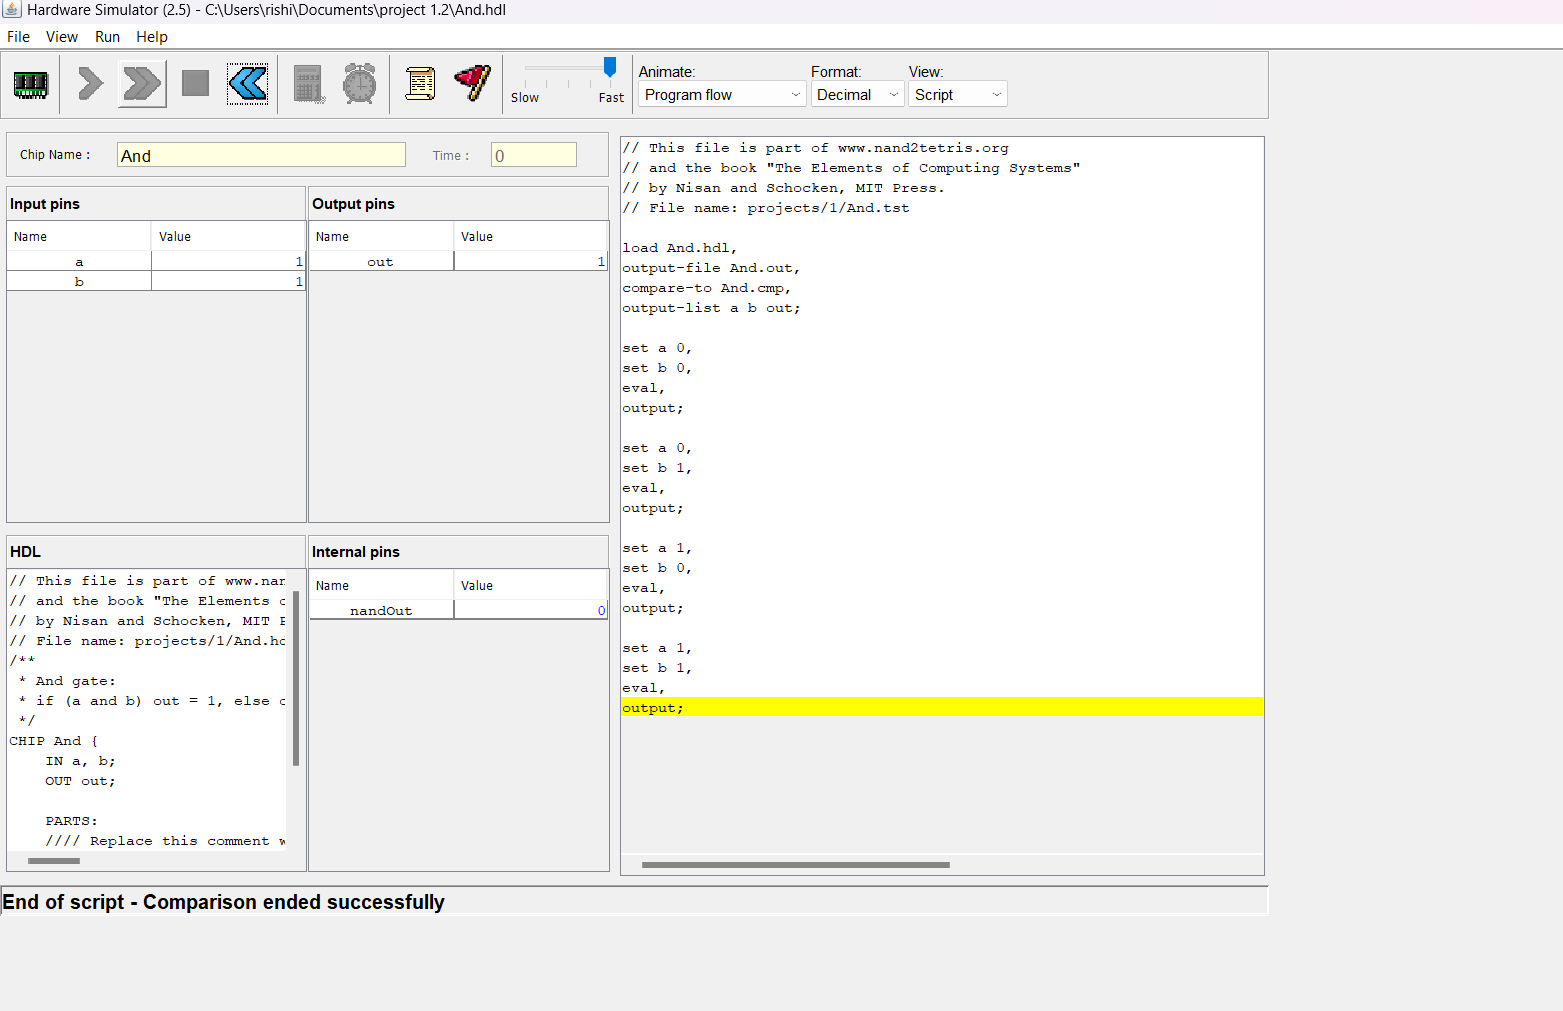 Hardware Simulator (2.5) - C:\Users\rishi\Documents\project 1.2\And.hdl
File View Run Help
Slow Fast
Animate: Format: View:
Program flow Decimal Script
Chip Name : And Time : 0
Input pins
Name Value
a 1
b 1
Output pins
Name Value
out 1
HDL
// This file is part of www.nan
// and the book "The Elements o
// by Nisan and Schocken, MIT P
// File name: projects/1/And.hd
/**
* And gate:
* if (a and b) out = 1, else o
*/
CHIP And {
IN a, b;
OUT out;
PARTS:
//// Replace this comment w
Internal pins
Name Value
nandOut 0
// This file is part of www.nand2tetris.org
// and the book "The Elements of Computing Systems"
// by Nisan and Schocken, MIT Press.
// File name: projects/1/And.tst
load And.hdl,
output-file And.out,
compare-to And.cmp,
output-list a b out;
set a 0,
set b 0,
eval,
output;
set a 0,
set b 1,
eval,
output;
set a 1,
set b 0,
eval,
output;
set a 1,
set b 1,
eval,
output;
End of script - Comparison ended successfully